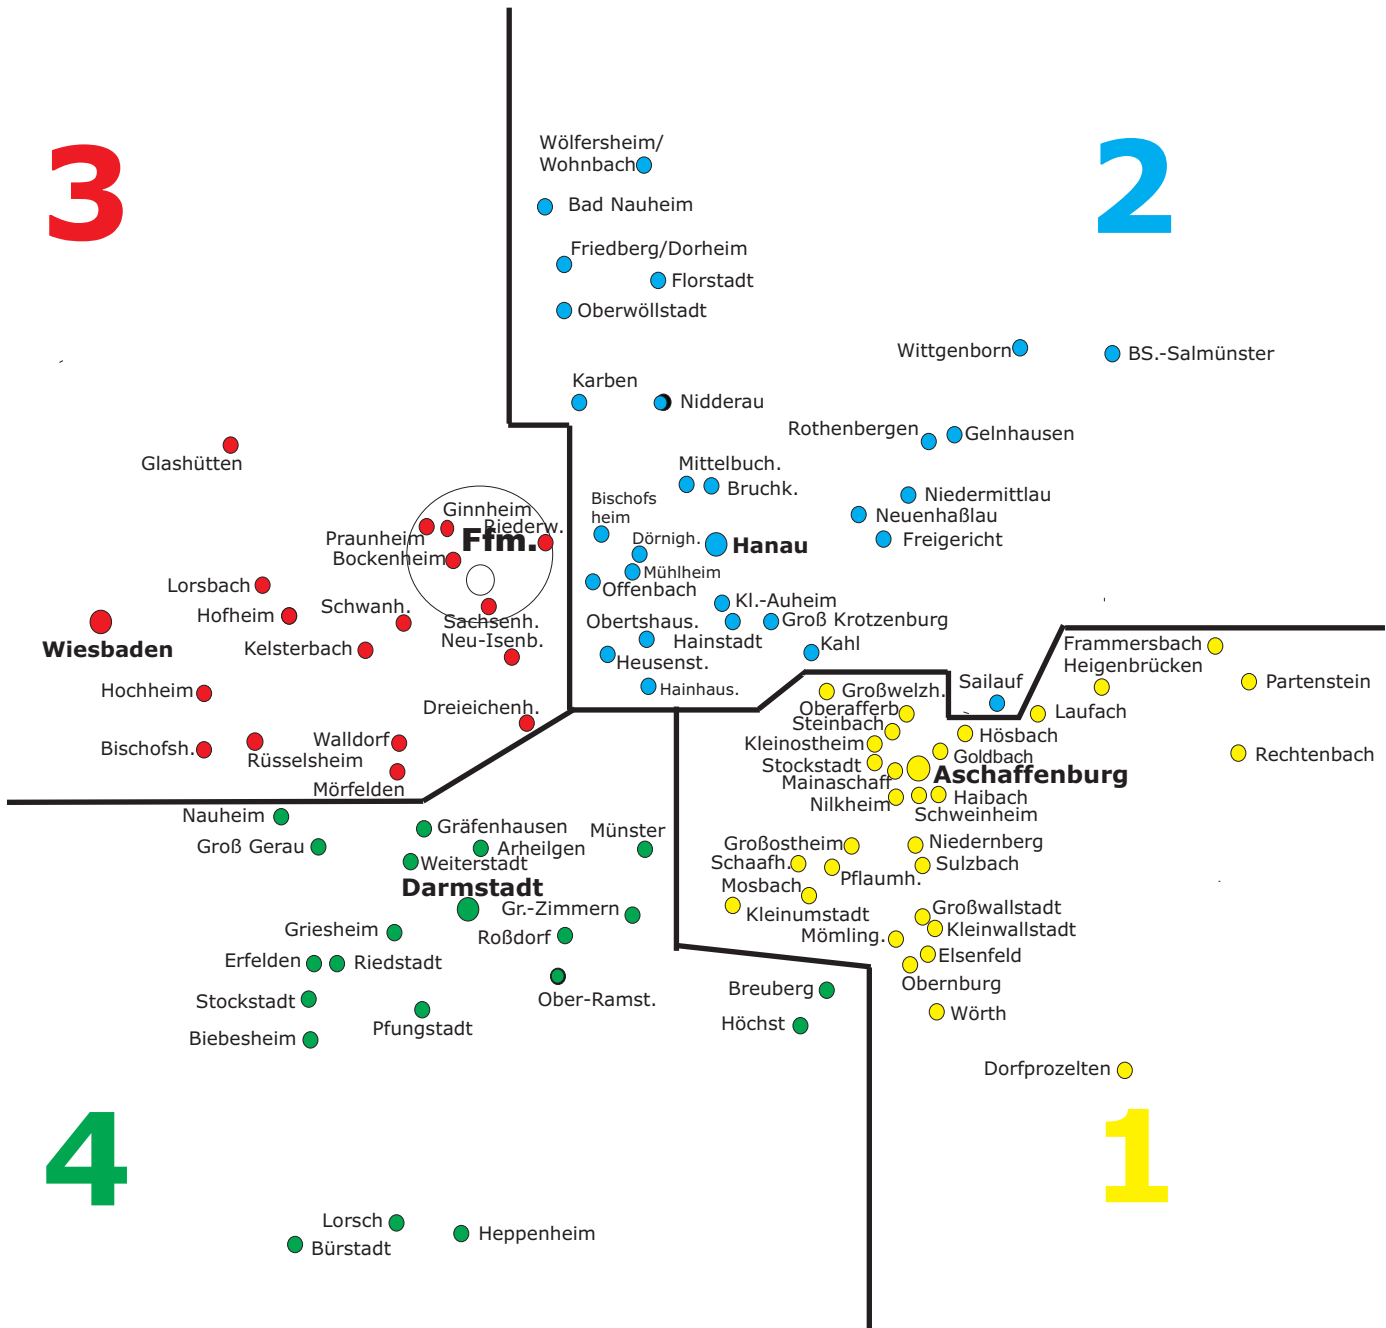 Wölfersheim/
Wohnbach
3
2
Bad Nauheim
Friedberg/Dorheim
Florstadt
Oberwöllstadt
Wittgenborn
BS.-Salmünster
Karben
Nidderau
Rothenbergen
Gelnhausen
Glashütten
Mittelbuch.
Bruchk.
Niedermittlau
Bischofs
heim
Ginnheim
Neuenhaßlau
Praunheim
Riederw.
Ffm.
Dörnigh.
Hanau
Freigericht
Bockenheim
Mühlheim
Lorsbach
Offenbach
Schwanh.
Kl.-Auheim
Hofheim
Sachsenh.
Obertshaus.
Groß Krotzenburg
Wiesbaden
Kelsterbach
Neu-Isenb.
Hainstadt
Kahl
Frammersbach
Heusenst.
Heigenbrücken
Hochheim
Hainhaus.
Großwelzh.
Sailauf
Partenstein
Dreieichenh.
Oberafferb
Laufach
Steinbach
Hösbach
Bischofsh.
Walldorf
Kleinostheim
Goldbach
Rechtenbach
Rüsselsheim
Stockstadt
Aschaffenburg
Mörfelden
Mainaschaff
Nilkheim
Haibach
Schweinheim
Nauheim
Gräfenhausen
Münster
Groß Gerau
Arheilgen
Großostheim
Niedernberg
Weiterstadt
Schaafh.
Sulzbach
Darmstadt
Pflaumh.
Mosbach
Gr.-Zimmern
Kleinumstadt
Großwallstadt
Griesheim
Roßdorf
Mömling.
Kleinwallstadt
Erfelden
Riedstadt
Elsenfeld
Stockstadt
Ober-Ramst.
Breuberg
Obernburg
Pfungstadt
Höchst
Wörth
Biebesheim
Dorfprozelten
4
1
Lorsch
Heppenheim
Bürstadt